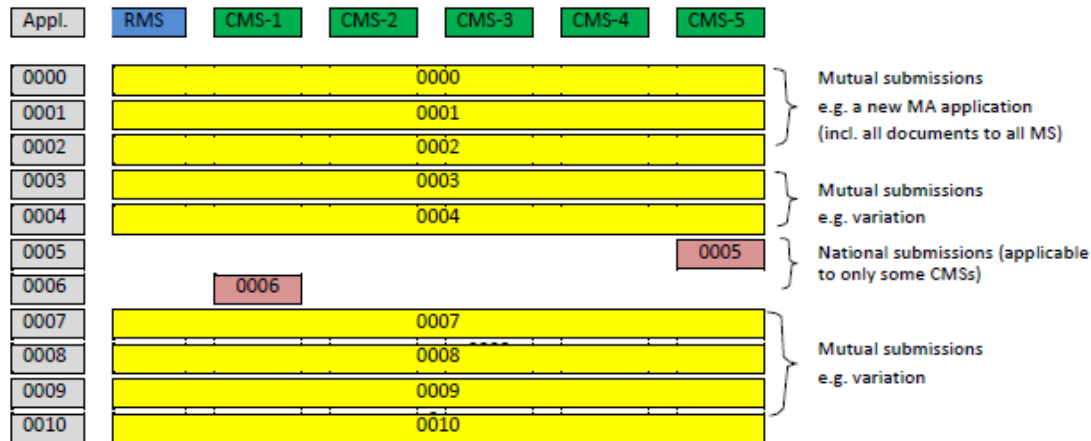 Appl. RMS CMS-1 CMS-2 CMS-3 CMS-4 CMS-5
0000 0000 Mutual submissions
0001 0001 e.g. a new MA application
0002 0002 (incl. all documents to all MS)
0003 0003 Mutual submissions
0004 0004 e.g. variation
0005 0005 National submissions (applicable
0006 0006 to only some CMSs)
0007 0007
0008 0008 Mutual submissions
0009 0009 e.g. variation
0010 0010